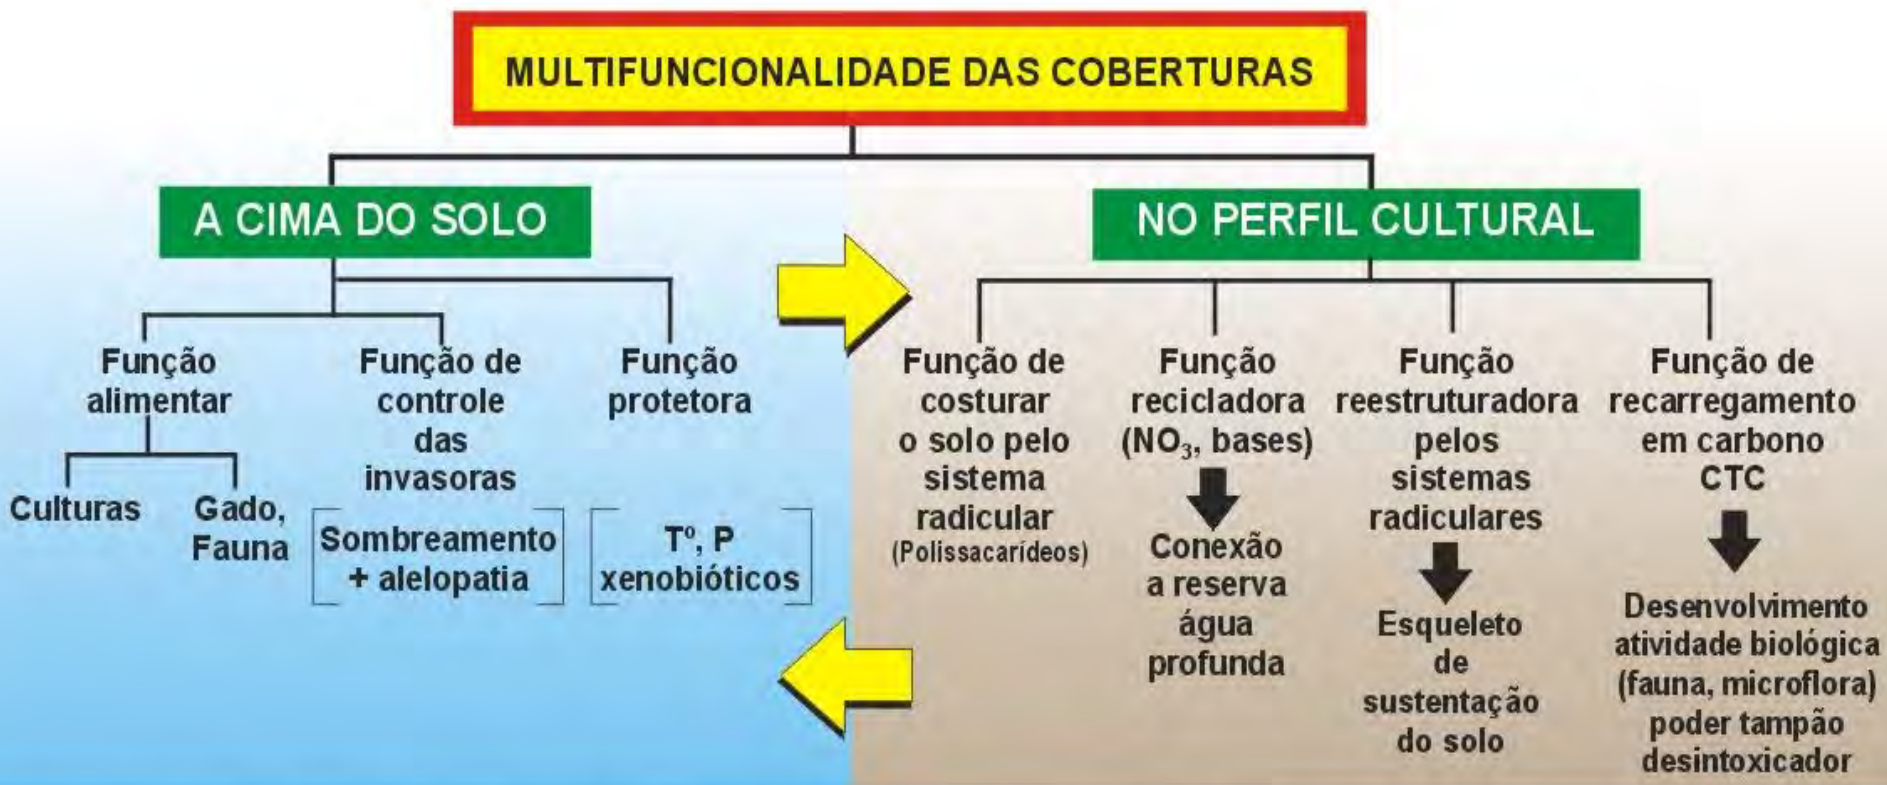 MULTIFUNCIONALIDADE DAS COBERTURAS
A CIMA DO SOLO
Função
alimentar
Culturas
Gado,
Fauna
Função de
controle
das
invasoras
Sombreamento
+ alelopatia
Função
protetora
Tº, P
xenobióticos
NO PERFIL CULTURAL
Função de
costurar
o solo pelo
sistema
radicular
(Polissacarídeos)
Função
recicladora
(NO₃, bases)
Conexão
a reserva
água
profunda
Função
reestruturadora
pelos
sistemas
radiculares
Esqueleto
de
sustentação
do solo
Função de
recarregamento
em carbono
CTC
Desenvolvimento
atividade biológica
(fauna, microflora)
poder tampão
desintoxicador